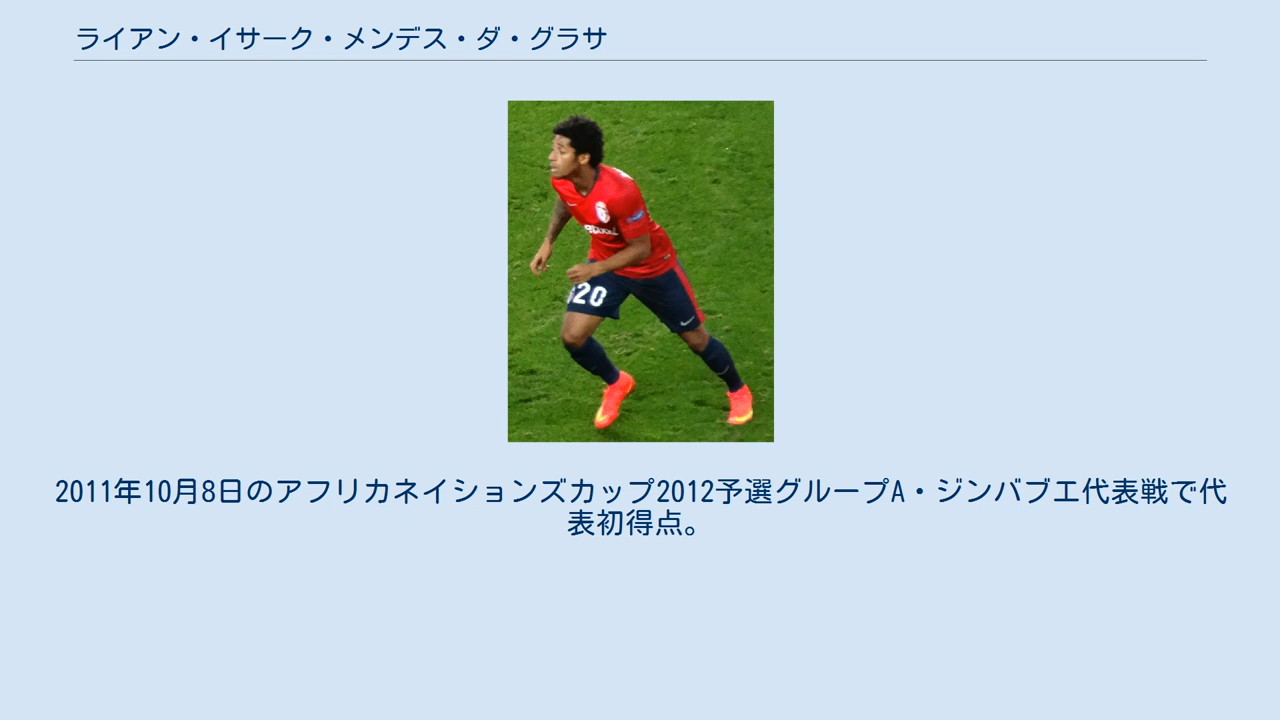 ライアン・イサーク・メンデス・ダ・グラサ
20
2011年10月8日のアフリカネイションズカップ2012予選グループA・ジンバブエ代表戦で代
表初得点。